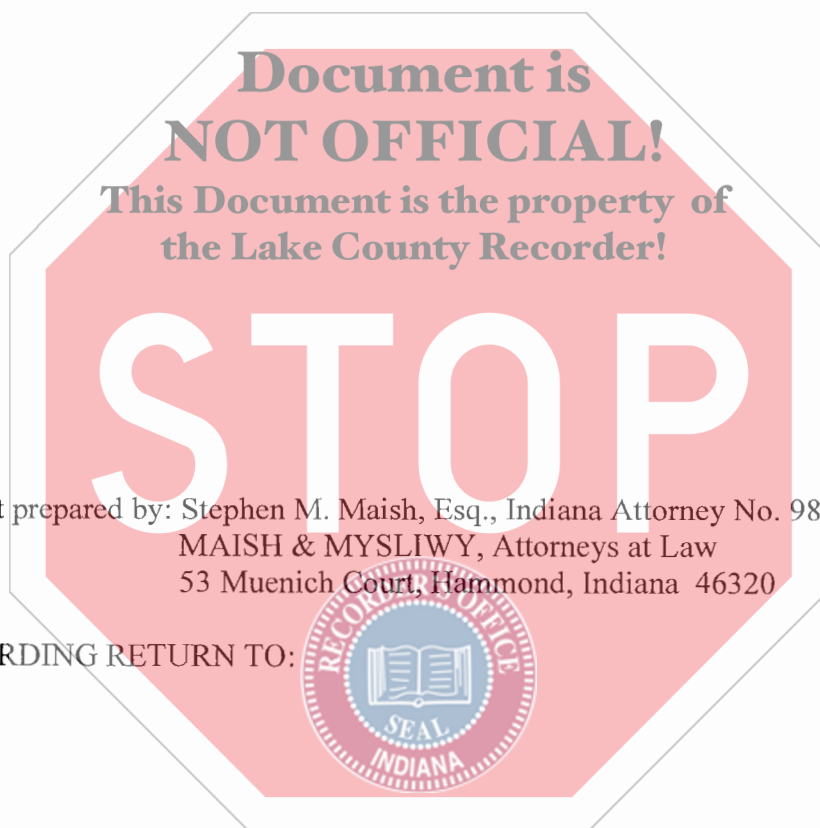 Document is
NOT OFFICIAL!
This Document is the property of
the Lake County Recorder!
STOP
t prepared by: Stephen M. Maish, Esq., Indiana Attorney No. 98
MAISH & MYSLIWY, Attorneys at Law
53 Muenich Court, Hammond, Indiana 46320
RDING RETURN TO:
RECORDER'S OFFICE
SEAL
INDIANA